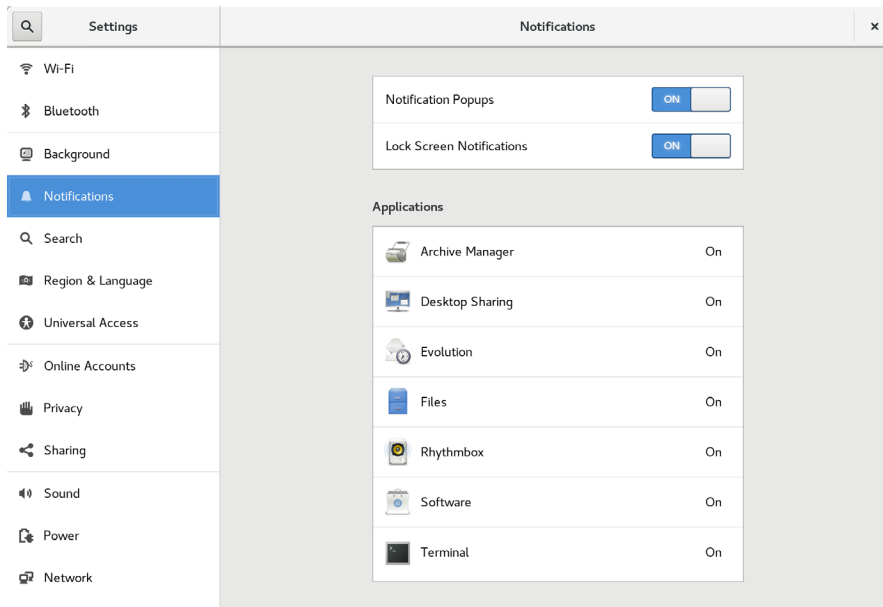 Settings
Notifications
Wi-Fi
Bluetooth
Background
Notifications
Search
Region & Language
Universal Access
Online Accounts
Privacy
Sharing
Sound
Power
Network
Notification Popups ON
Lock Screen Notifications ON
Applications
Archive Manager On
Desktop Sharing On
Evolution On
Files On
Rhythmbox On
Software On
Terminal On